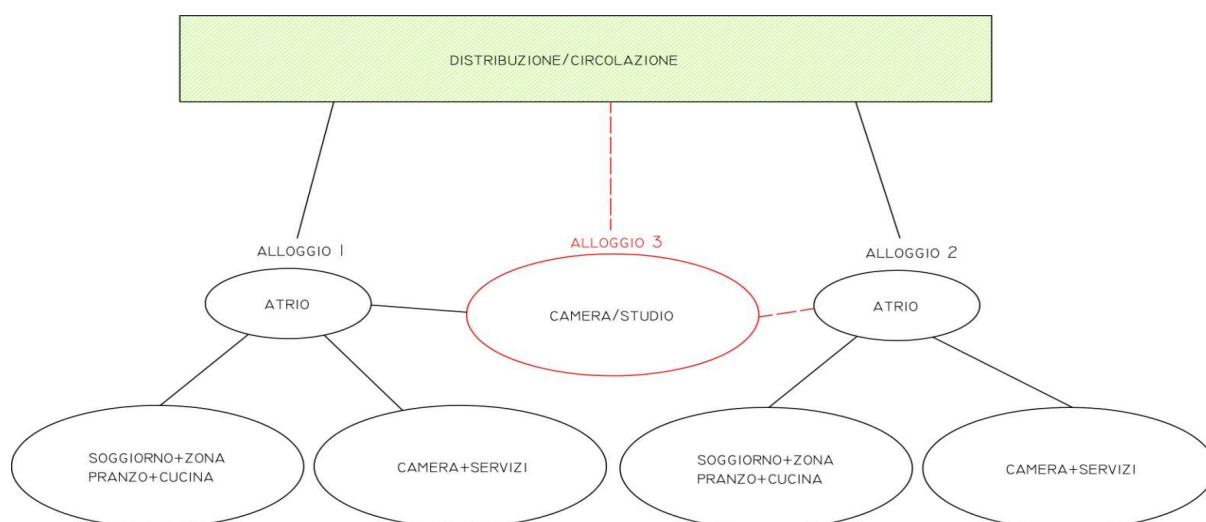 DISTRIBUZIONE/CIRCOLAZIONE
ALLOGGIO 1
ALLOGGIO 3
ALLOGGIO 2
ATRIO
CAMERA/STUDIO
ATRIO
SOGGIORNO+ZONA
PRANZO+CUCINA
CAMERA+SERVIZI
SOGGIORNO+ZONA
PRANZO+CUCINA
CAMERA+SERVIZI